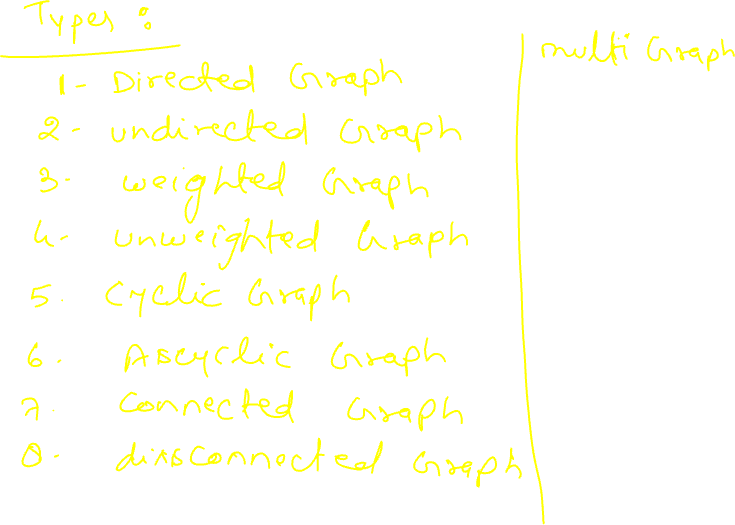 Types :
1- Directed Graph
2- undirected Graph
3- weighted Graph
4- unweighted Graph
5. Cyclic Graph
6. Acyclic Graph
7. Connected Graph
8. disconnected Graph
multi Graph